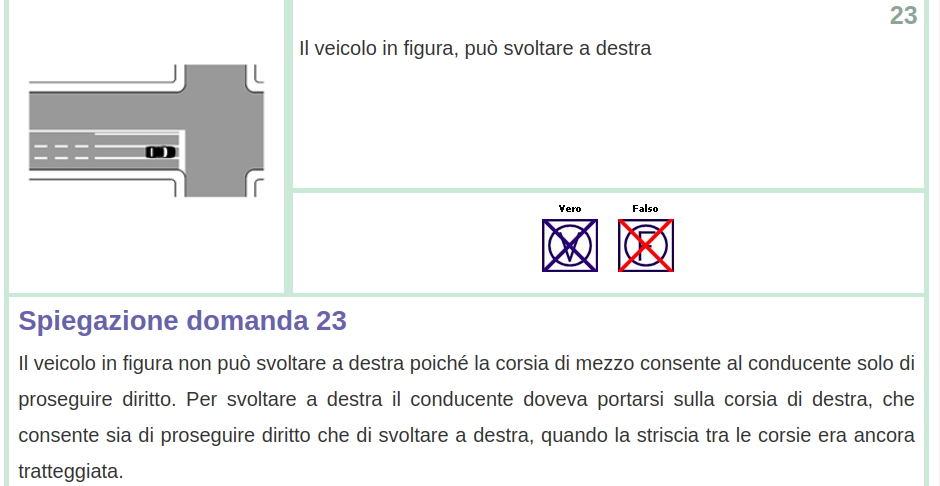 23
Il veicolo in figura, può svoltare a destra
Vero Falso
V F
Spiegazione domanda 23
Il veicolo in figura non può svoltare a destra poiché la corsia di mezzo consente al conducente solo di
proseguire diritto. Per svoltare a destra il conducente doveva portarsi sulla corsia di destra, che
consente sia di proseguire diritto che di svoltare a destra, quando la striscia tra le corsie era ancora
tratteggiata.